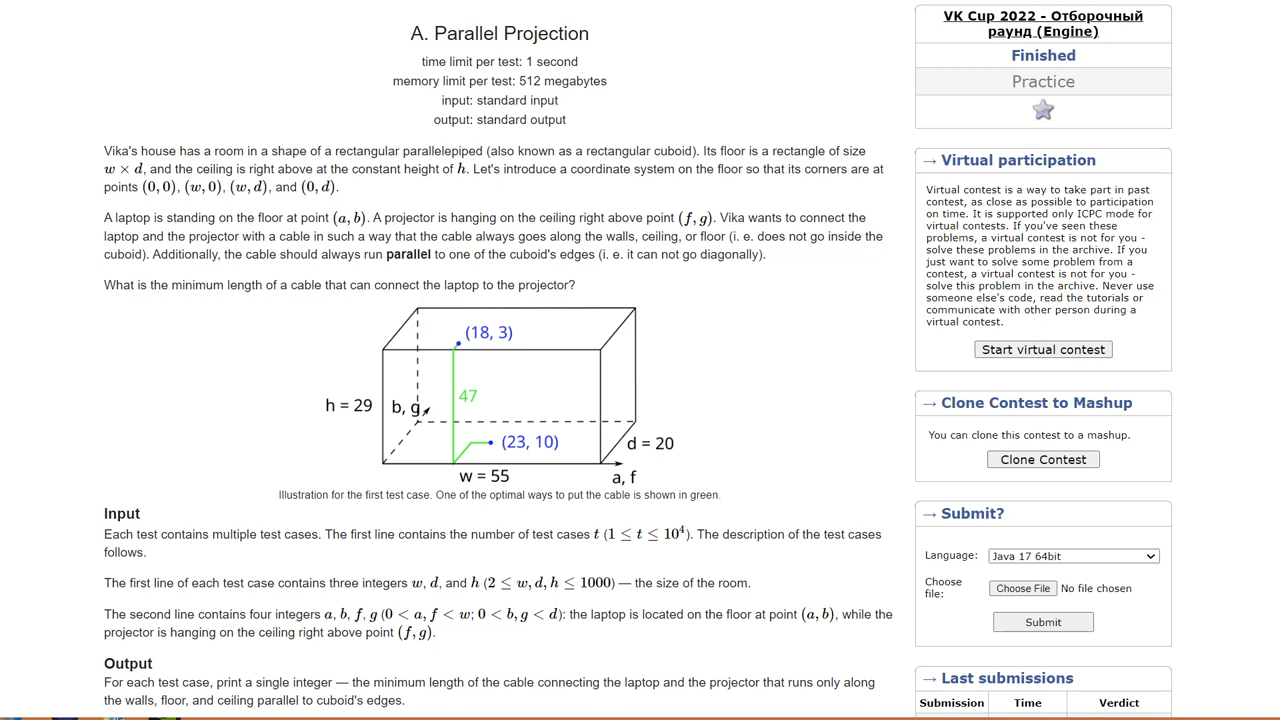 A. Parallel Projection
time limit per test: 1 second
memory limit per test: 512 megabytes
input: standard input
output: standard output
Vika's house has a room in a shape of a rectangular parallelepiped (also known as a rectangular cuboid). Its floor is a rectangle of size
w × d, and the ceiling is right above at the constant height of h. Let's introduce a coordinate system on the floor so that its corners are at
points (0, 0), (w, 0), (w, d), and (0, d).
A laptop is standing on the floor at point (a, b). A projector is hanging on the ceiling right above point (f, g). Vika wants to connect the
laptop and the projector with a cable in such a way that the cable always goes along the walls, ceiling, or floor (i. e. does not go inside the
cuboid). Additionally, the cable should always run parallel to one of the cuboid's edges (i. e. it can not go diagonally).
What is the minimum length of a cable that can connect the laptop to the projector?
(18, 3)
47
h = 29
b, g
(23, 10)
d = 20
w = 55
a, f
Illustration for the first test case. One of the optimal ways to put the cable is shown in green.
Input
Each test contains multiple test cases. The first line contains the number of test cases t (1 ≤ t ≤ 10⁴). The description of the test cases
follows.
The first line of each test case contains three integers w, d, and h (2 ≤ w, d, h ≤ 1000) — the size of the room.
The second line contains four integers a, b, f, g (0 < a, f < w; 0 < b, g < d): the laptop is located on the floor at point (a, b), while the
projector is hanging on the ceiling right above point (f, g).
Output
For each test case, print a single integer — the minimum length of the cable connecting the laptop and the projector that runs only along
the walls, floor, and ceiling parallel to cuboid's edges.
VK Cup 2022 - Отборочный
раунд (Engine)
Finished
Practice
→ Virtual participation
Virtual contest is a way to take part in past
contest, as close as possible to participation
on time. It is supported only ICPC mode for
virtual contests. If you've seen these
problems, a virtual contest is not for you -
solve these problems in the archive. If you
just want to solve some problem from a
contest, a virtual contest is not for you -
solve this problem in the archive. Never use
someone else's code, read the tutorials or
communicate with other person during a
virtual contest.
Start virtual contest
→ Clone Contest to Mashup
You can clone this contest to a mashup.
Clone Contest
→ Submit?
Language: Java 17 64bit
Choose
file: Choose File No file chosen
Submit
→ Last submissions
Submission Time Verdict